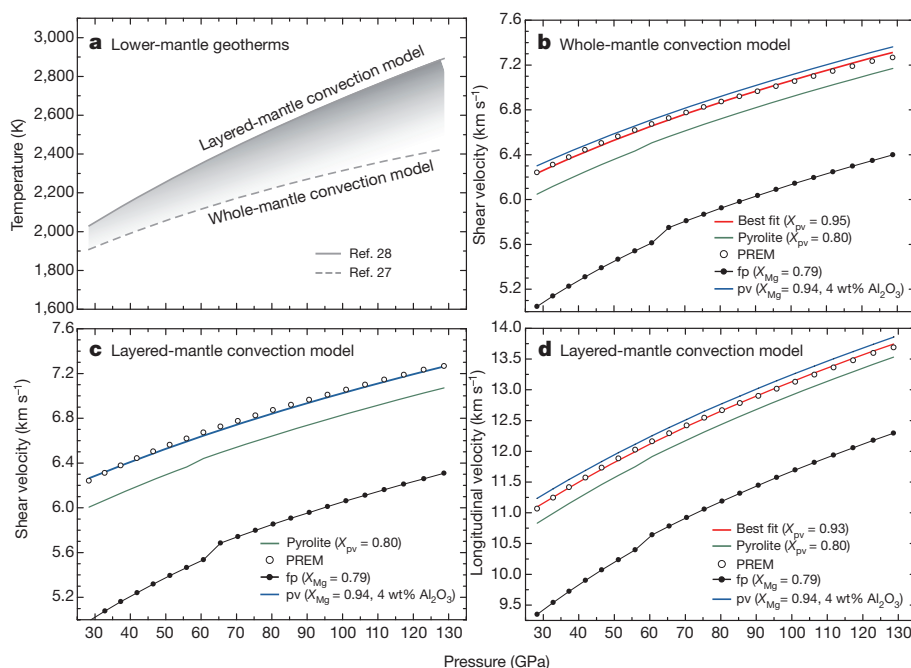 a Lower-mantle geotherms
3,000
2,800
2,600
2,400
2,200
2,000
1,800
1,600
Temperature (K)
Layered-mantle convection model
Whole-mantle convection model
Ref. 28
Ref. 27
b Whole-mantle convection model
7.6
7.2
6.8
6.4
6.0
5.6
5.2
Shear velocity (km s⁻¹)
Best fit (Xpv = 0.95)
Pyrolite (Xpv = 0.80)
PREM
fp (XMg = 0.79)
pv (XMg = 0.94, 4 wt% Al₂O₃)
c Layered-mantle convection model
7.6
7.2
6.8
6.4
6.0
5.6
5.2
Shear velocity (km s⁻¹)
Pyrolite (Xpv = 0.80)
PREM
fp (XMg = 0.79)
pv (XMg = 0.94, 4 wt% Al₂O₃)
30 40 50 60 70 80 90 100 110 120 130
d Layered-mantle convection model
14.0
13.5
13.0
12.5
12.0
11.5
11.0
10.5
10.0
9.5
Longitudinal velocity (km s⁻¹)
Best fit (Xpv = 0.93)
Pyrolite (Xpv = 0.80)
PREM
fp (XMg = 0.79)
pv (XMg = 0.94, 4 wt% Al₂O₃)
30 40 50 60 70 80 90 100 110 120 130
Pressure (GPa)